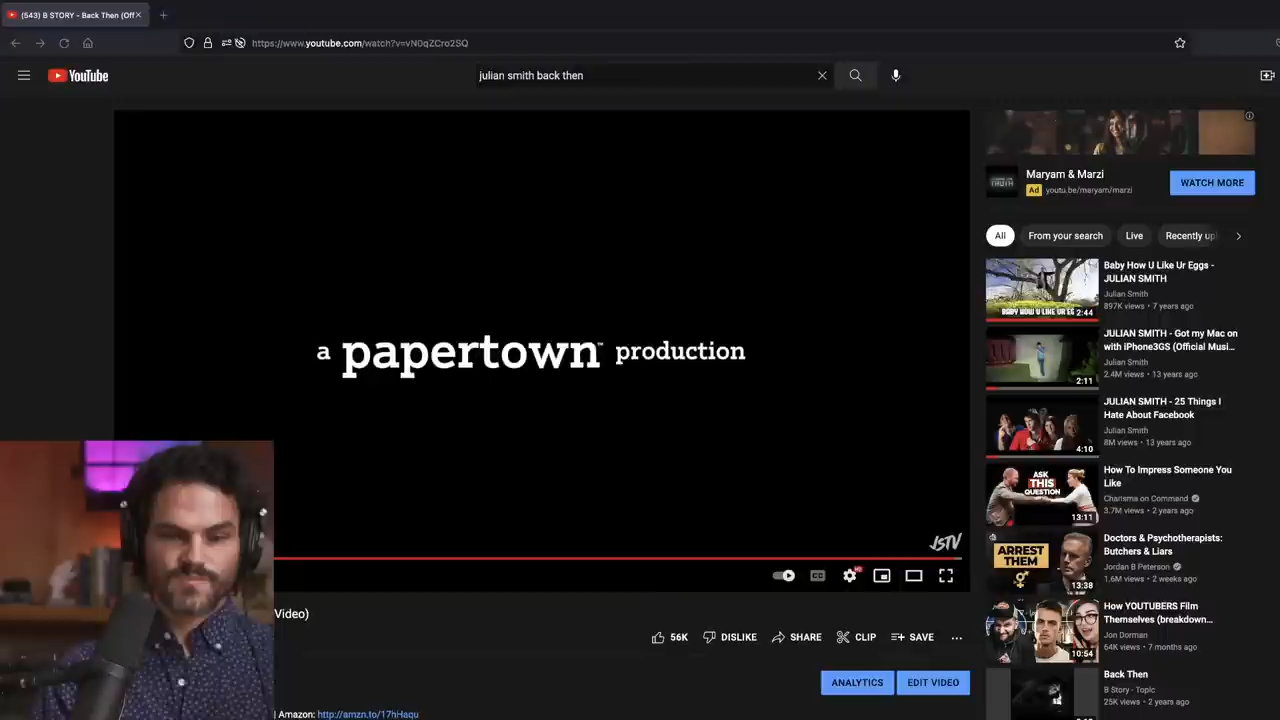 (543) B STORY - Back Then (Off
https://www.youtube.com/watch?v=vN0qZCro2SQ
YouTube
julian smith back then
a papertown™ production
JSTV
Video)
56K
DISLIKE
SHARE
CLIP
SAVE
ANALYTICS
EDIT VIDEO
| Amazon: http://amzn.to/17hHaqu
Maryam & Marzi
Ad youtu.be/maryam/marzi
WATCH MORE
All
From your search
Live
Recently upl
BABY HOW U LIKE UR EG
2:44
Baby How U Like Ur Eggs -
JULIAN SMITH
Julian Smith
897K views • 7 years ago
2:11
JULIAN SMITH - Got my Mac on
with iPhone3GS (Official Musi...
Julian Smith
2.4M views • 13 years ago
4:10
JULIAN SMITH - 25 Things I
Hate About Facebook
Julian Smith
8M views • 13 years ago
ASK
THIS
QUESTION
13:11
How To Impress Someone You
Like
Charisma on Command
3.7M views • 2 years ago
ARREST
THEM
13:38
Doctors & Psychotherapists:
Butchers & Liars
Jordan B Peterson
1.6M views • 2 weeks ago
10:54
How YOUTUBERS Film
Themselves (breakdown...
Jon Dorman
64K views • 7 months ago
Back Then
B Story - Topic
25K views • 2 years ago